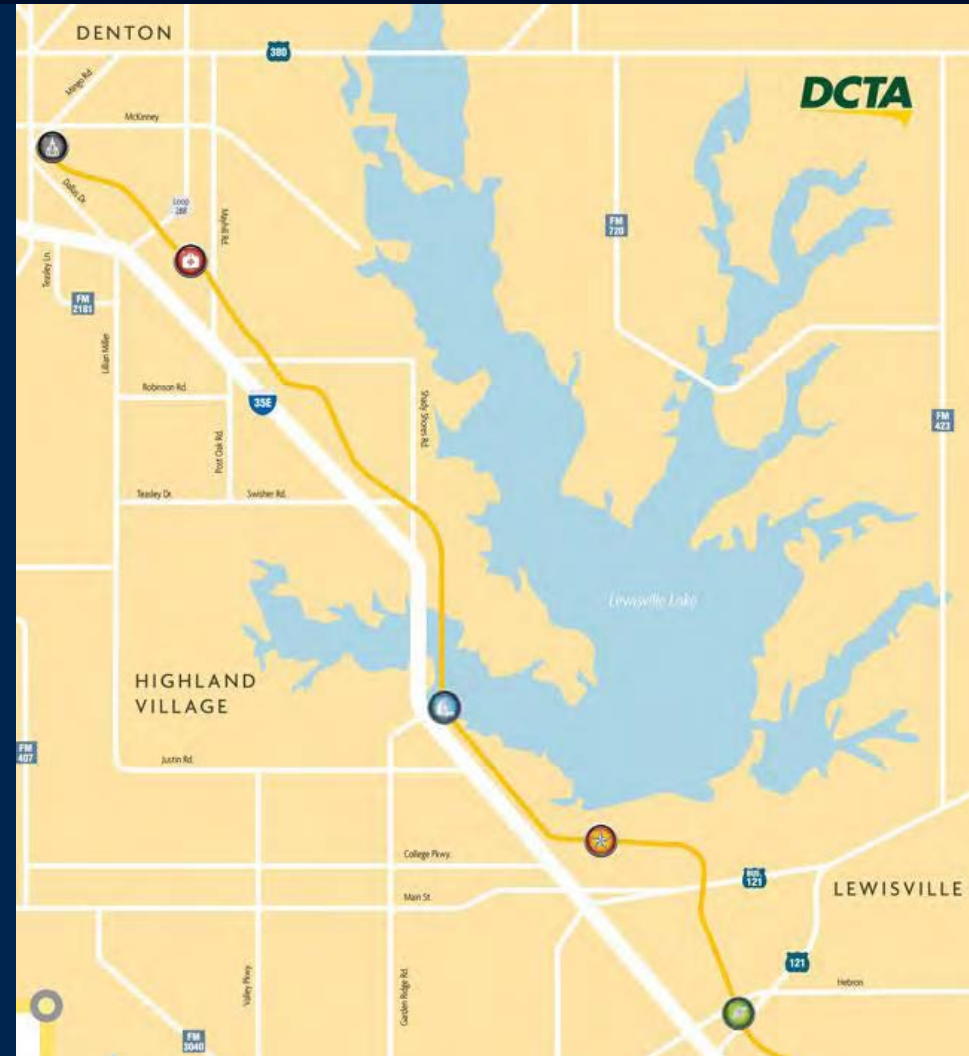 DENTON
380
DCTA
Mingo Rd.
McKinney
Dallas Dr.
Loop
288
Mayhill Rd.
FM
720
Teasley Ln.
FM
2181
Lillian Miller
Robinson Rd.
35E
Shady Shores Rd.
FM
423
Post Oak Rd.
Teasley Dr.
Swisher Rd.
Lewisville Lake
HIGHLAND
VILLAGE
FM
407
Justin Rd.
College Pkwy.
BUS.
121
LEWISVILLE
Main St.
121
Hebron
Valley Pkwy.
Garden Ridge Rd.
FM
3040